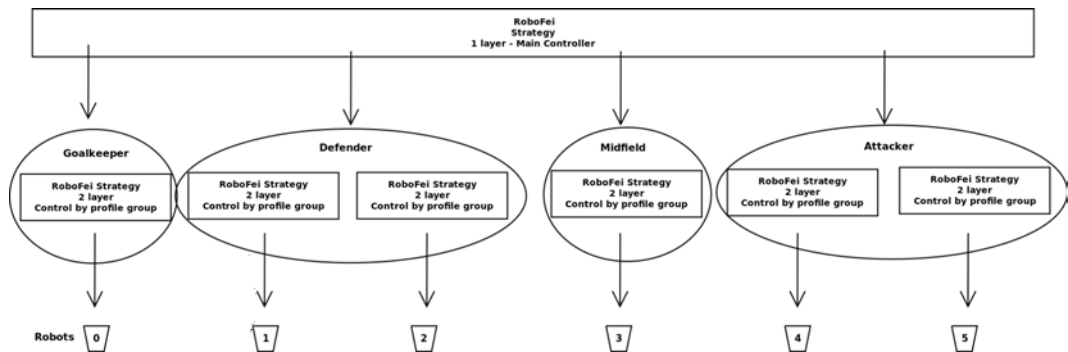 RoboFei
Strategy
1 layer - Main Controller
Goalkeeper
RoboFei Strategy
2 layer
Control by profile group
Defender
RoboFei Strategy
2 layer
Control by profile group
RoboFei Strategy
2 layer
Control by profile group
Midfield
RoboFei Strategy
2 layer
Control by profile group
Attacker
RoboFei Strategy
2 layer
Control by profile group
RoboFei Strategy
2 layer
Control by profile group
Robots 0 1 2 3 4 5